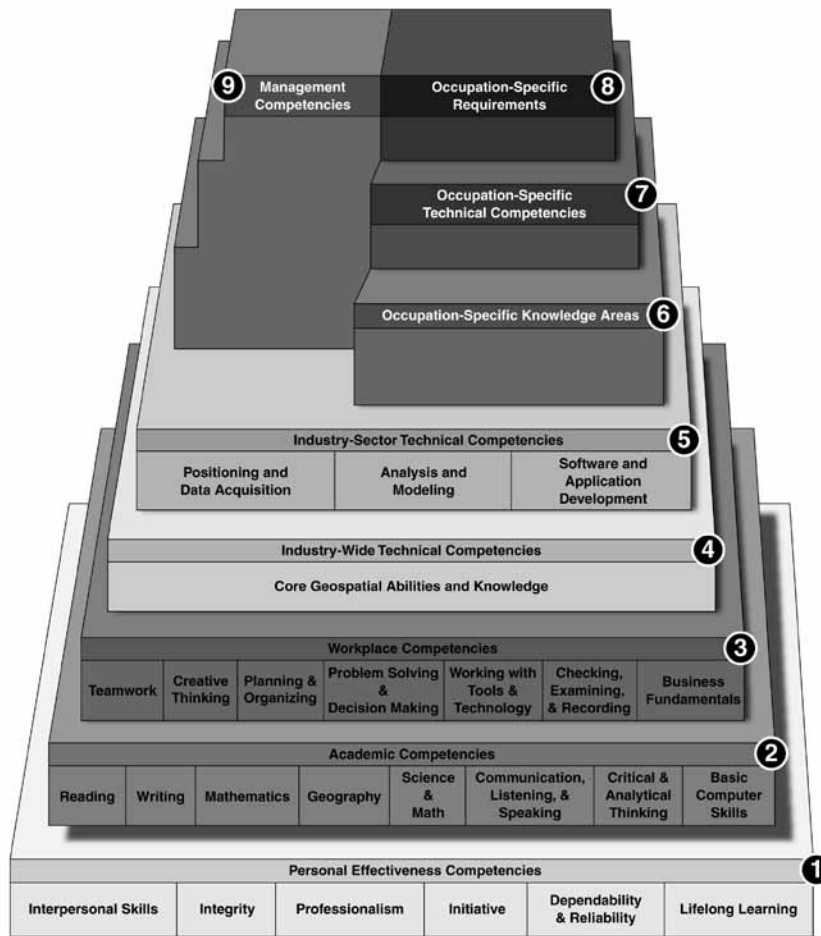 9
Management
Competencies
Occupation-Specific
Requirements
8
Occupation-Specific
Technical Competencies
7
Occupation-Specific Knowledge Areas
6
Industry-Sector Technical Competencies
5
Positioning and
Data Acquisition
Analysis and
Modeling
Software and
Application
Development
Industry-Wide Technical Competencies
4
Core Geospatial Abilities and Knowledge
Workplace Competencies
3
Teamwork
Creative
Thinking
Planning &
Organizing
Problem Solving
&
Decision Making
Working with
Tools &
Technology
Checking,
Examining,
& Recording
Business
Fundamentals
Academic Competencies
2
Reading
Writing
Mathematics
Geography
Science
&
Math
Communication,
Listening, &
Speaking
Critical &
Analytical
Thinking
Basic
Computer
Skills
Personal Effectiveness Competencies
1
Interpersonal Skills
Integrity
Professionalism
Initiative
Dependability
& Reliability
Lifelong Learning